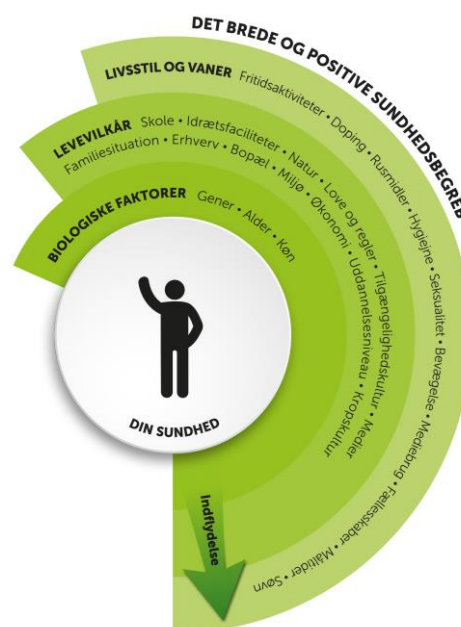 DET BREDE OG POSITIVE SUNDHEDSBEGREB
LIVSSTIL OG VANER Fritidsaktiviteter • Doping • Rusmidler • Hygiejne • Seksualitet • Bevægelse • Mediebrug • Fællesskaber • Måltider • Søvn
LEVEVILKÅR Skole • Idrætsfaciliteter • Natur • Love og regler • Tilgængelighedskultur • Medier
Familiesituation • Erhverv • Bopæl • Miljø • Økonomi • Uddannelsesniveau • Kropskultur
BIOLOGISKE FAKTORER Gener • Alder • Køn
DIN SUNDHED
Indflydelse